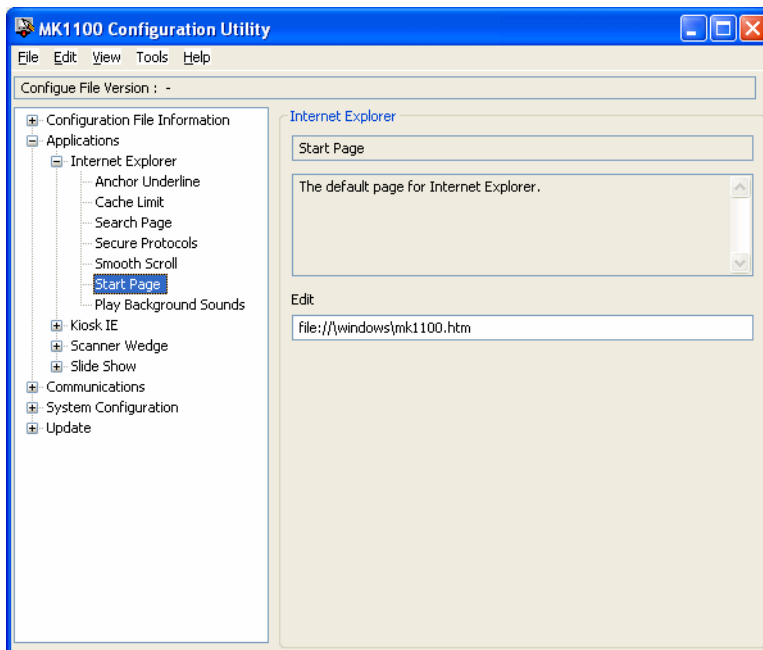 MK1100 Configuration Utility
File Edit View Tools Help
Configue File Version : -
Configuration File Information
Applications
Internet Explorer
Anchor Underline
Cache Limit
Search Page
Secure Protocols
Smooth Scroll
Start Page
Play Background Sounds
Kiosk IE
Scanner Wedge
Slide Show
Communications
System Configuration
Update
Internet Explorer
Start Page
The default page for Internet Explorer.
Edit
file://\windows\mk1100.htm